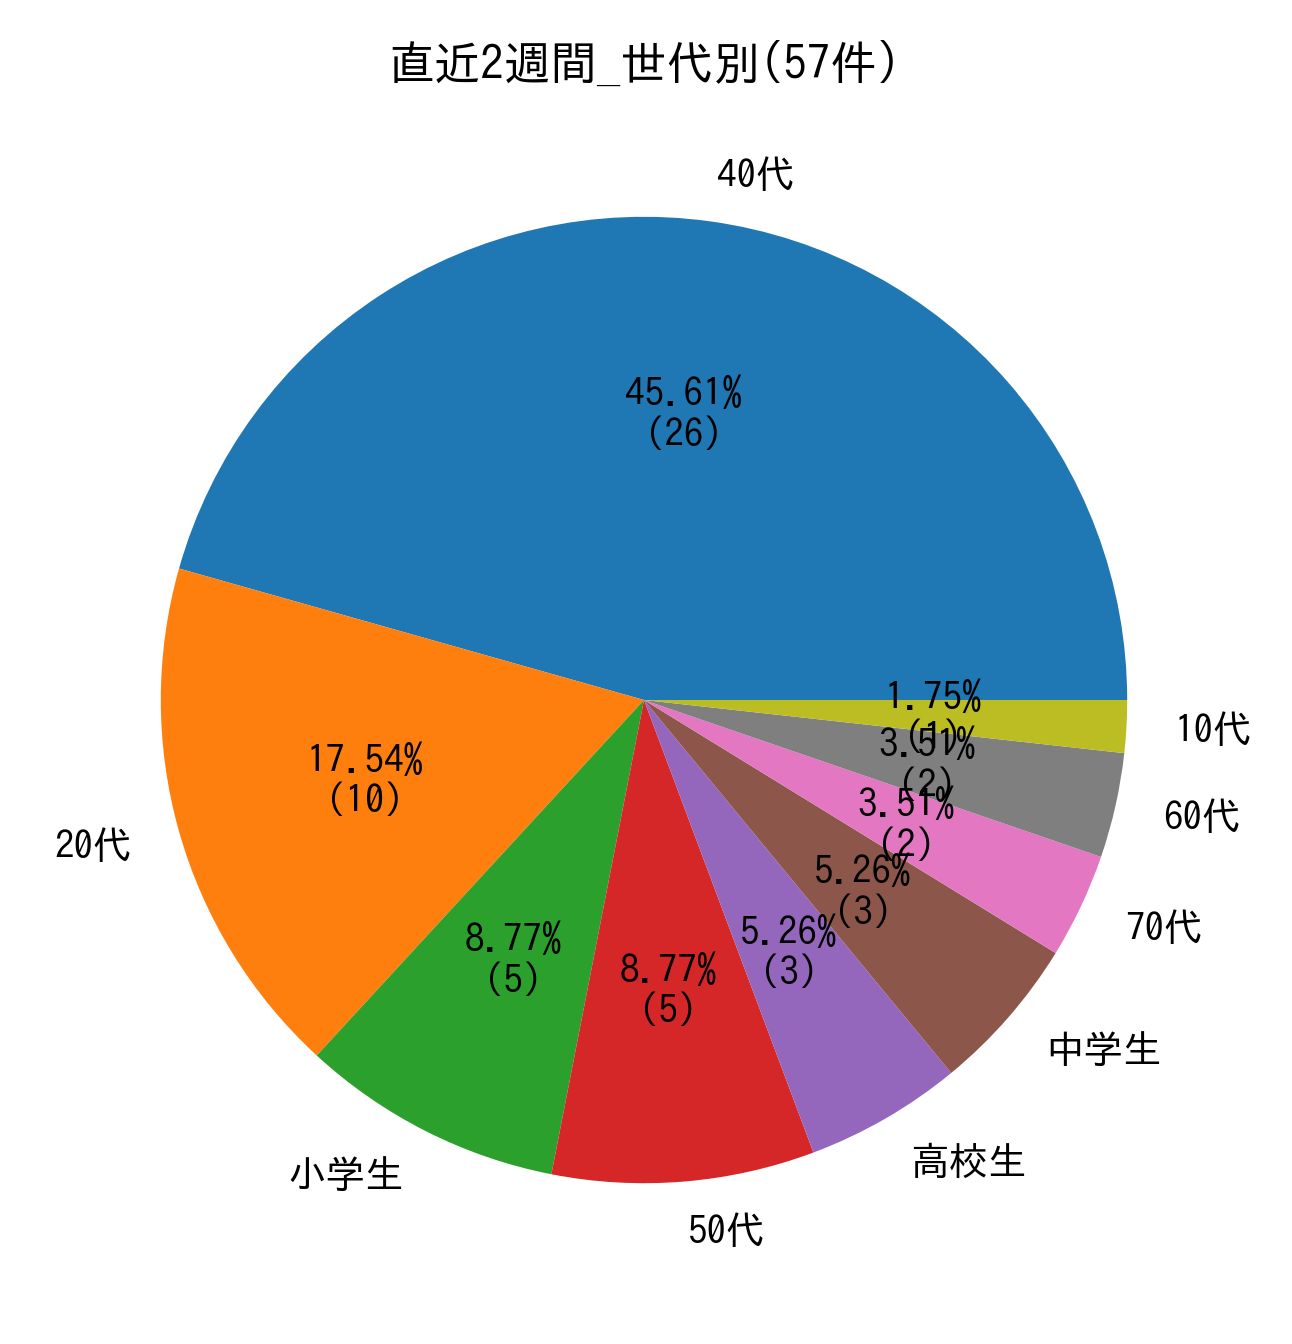 直近2週間_世代別(57件)
40代
45.61%
(26)
20代
17.54%
(10)
小学生
8.77%
(5)
50代
8.77%
(5)
高校生
5.26%
(3)
中学生
5.26%
(3)
70代
3.51%
(2)
60代
3.51%
(2)
10代
1.75%
(1)